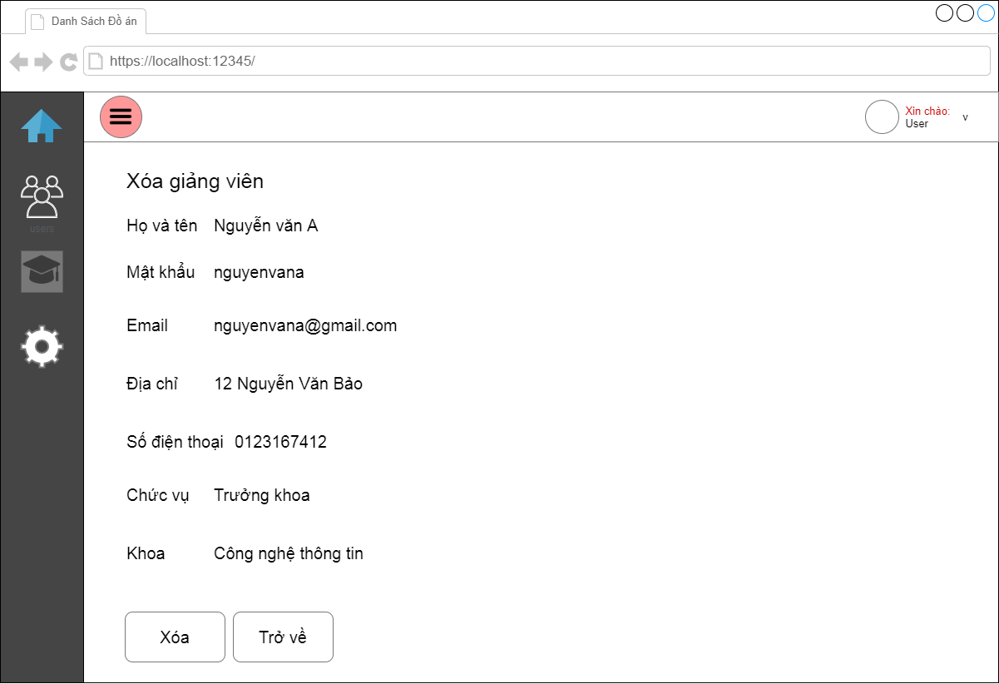 Danh Sách Đồ án
https://localhost:12345/
Xin chào:
User
v
users
Xóa giảng viên
Họ và tên Nguyễn văn A
Mật khẩu nguyenvana
Email nguyenvana@gmail.com
Địa chỉ 12 Nguyễn Văn Bảo
Số điện thoại 0123167412
Chức vụ Trưởng khoa
Khoa Công nghệ thông tin
Xóa Trở về